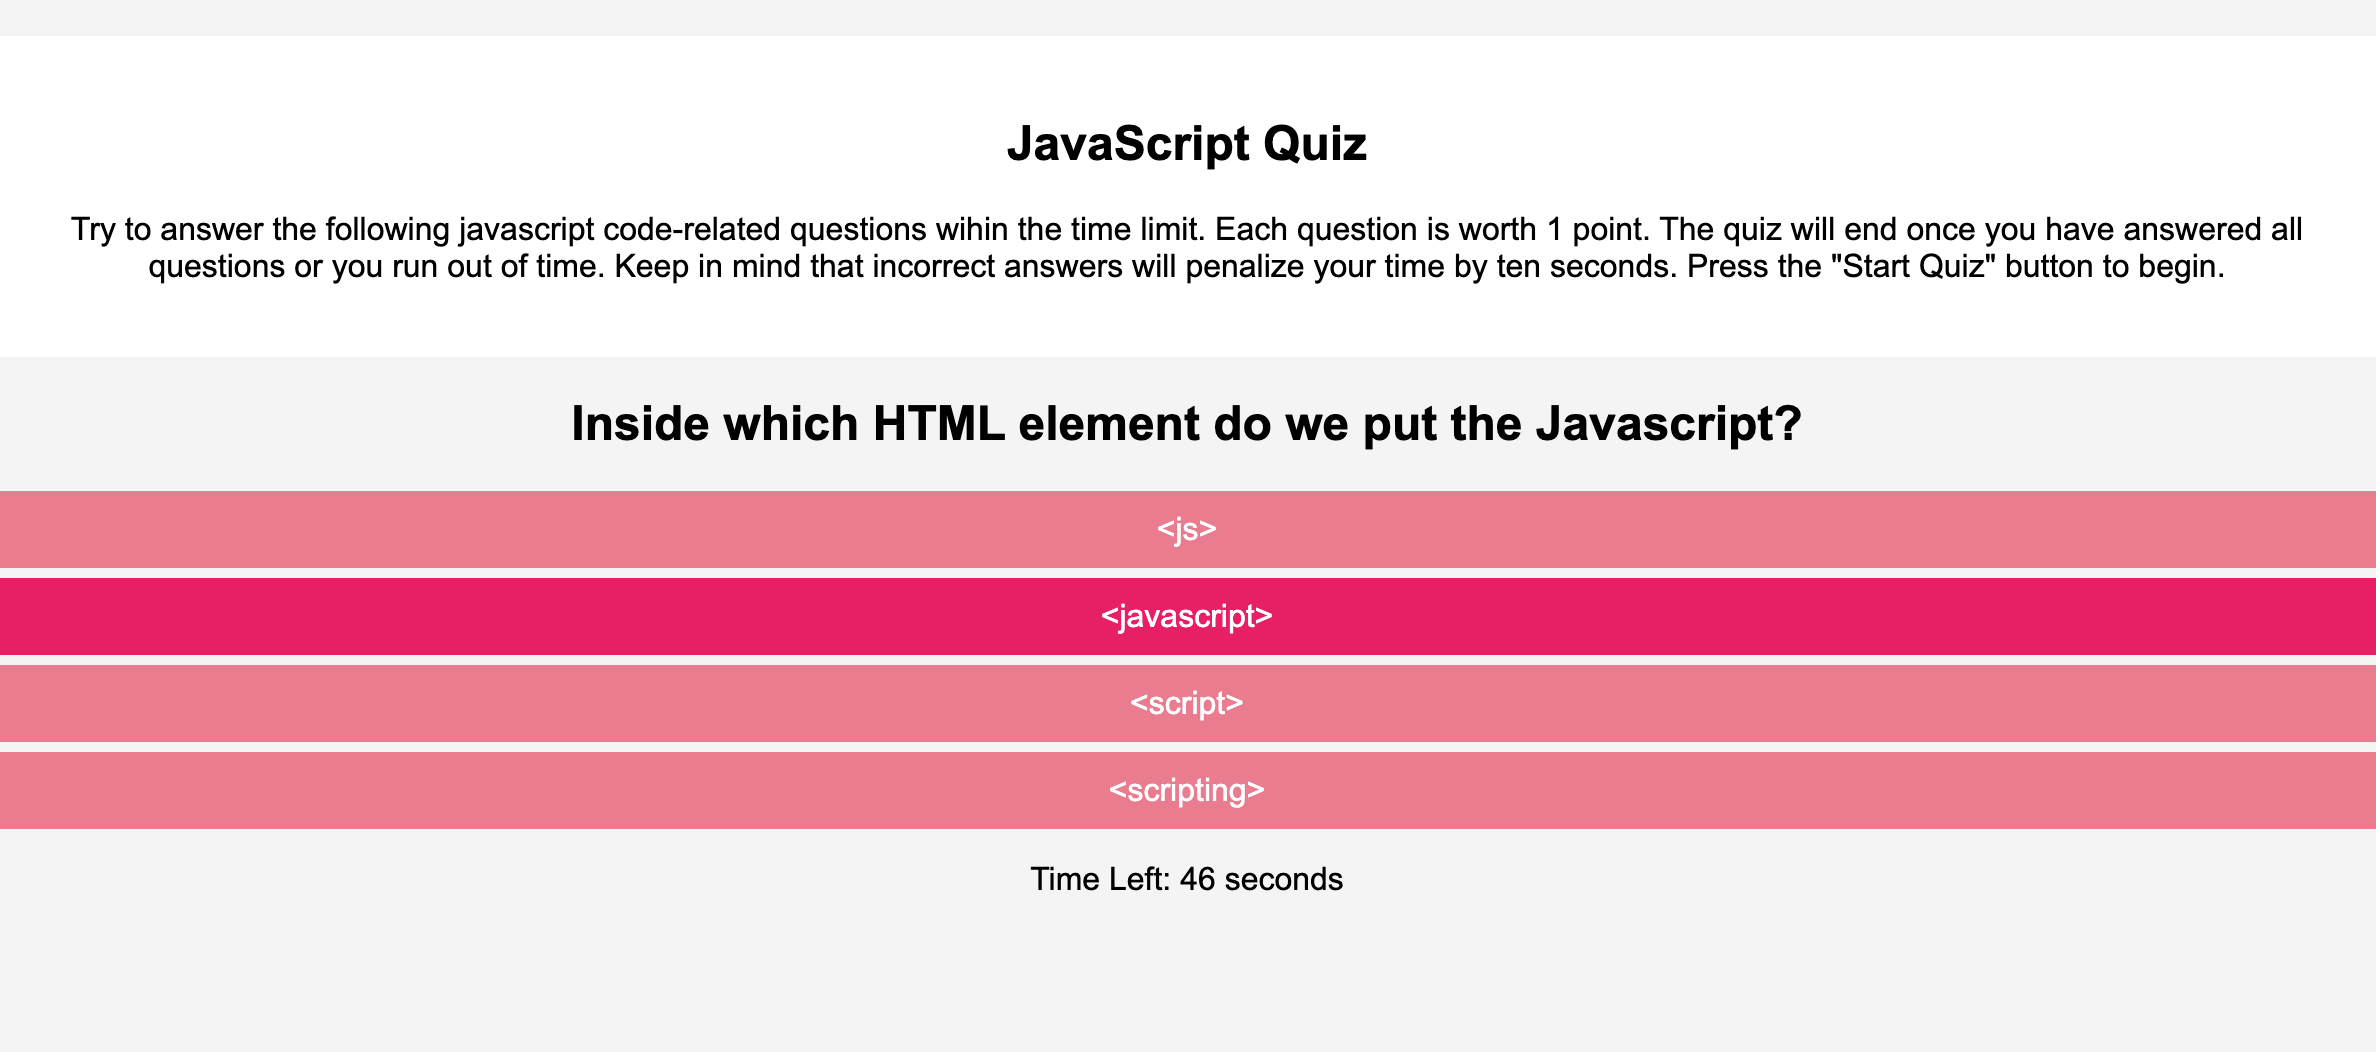 JavaScript Quiz
Try to answer the following javascript code-related questions wihin the time limit. Each question is worth 1 point. The quiz will end once you have answered all
questions or you run out of time. Keep in mind that incorrect answers will penalize your time by ten seconds. Press the "Start Quiz" button to begin.
Inside which HTML element do we put the Javascript?
<js>
<javascript>
<script>
<scripting>
Time Left: 46 seconds